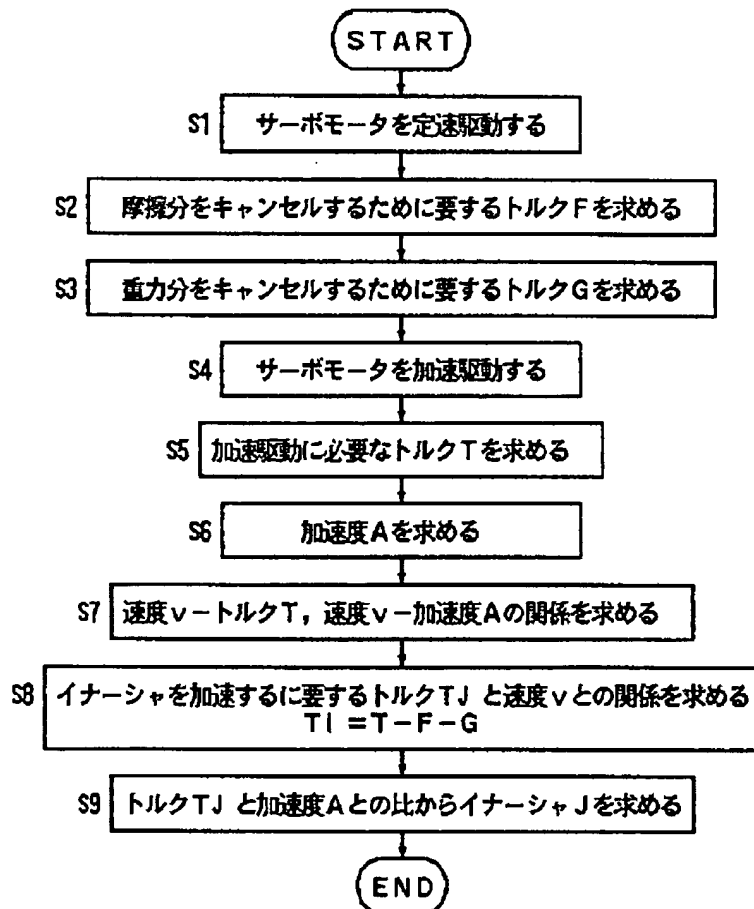 START
S1 サーボモータを定速駆動する
S2 摩擦分をキャンセルするために要するトルクFを求める
S3 重力分をキャンセルするために要するトルクGを求める
S4 サーボモータを加速駆動する
S5 加速駆動に必要なトルクTを求める
S6 加速度Aを求める
S7 速度v−トルクT,速度v−加速度Aの関係を求める
S8 イナーシャを加速するに要するトルクTJと速度vとの関係を求める
TI=T−F−G
S9 トルクTJと加速度Aとの比からイナーシャJを求める
END